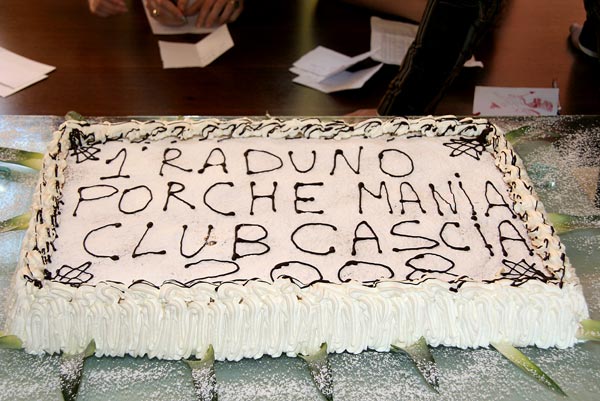 1° RADUNO
PORCHE MANiA
CLUB CASCIA
2008